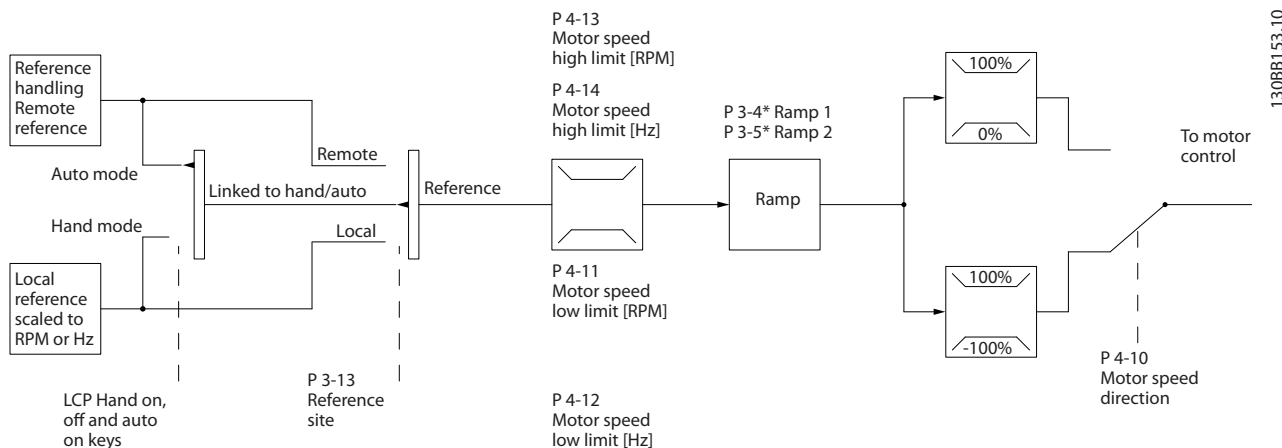 Reference
handling
Remote
reference
Auto mode
Hand mode
Local
reference
scaled to
RPM or Hz
LCP Hand on,
off and auto
on keys
Linked to hand/auto
Remote
Local
P 3-13
Reference
site
Reference
P 4-13
Motor speed
high limit [RPM]
P 4-14
Motor speed
high limit [Hz]
P 4-11
Motor speed
low limit [RPM]
P 4-12
Motor speed
low limit [Hz]
P 3-4* Ramp 1
P 3-5* Ramp 2
Ramp
100%
0%
100%
-100%
To motor
control
P 4-10
Motor speed
direction
130BB153.10